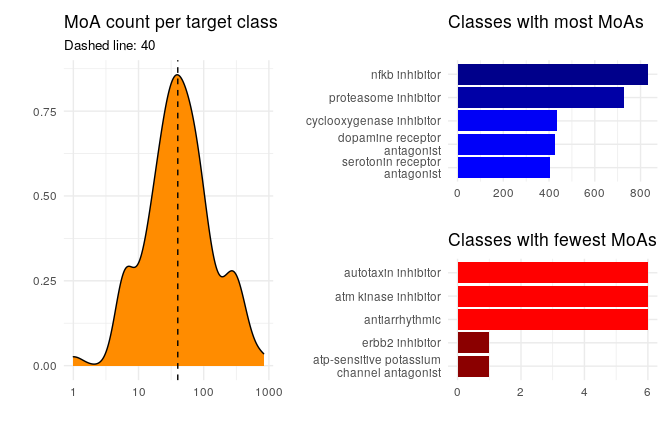 MoA count per target class
Dashed line: 40
0.75
0.50
0.25
0.00
1
10
100
1000
Classes with most MoAs
nfkb inhibitor
proteasome inhibitor
cyclooxygenase inhibitor
dopamine receptor
antagonist
serotonin receptor
antagonist
0
200
400
600
800
Classes with fewest MoAs
autotaxin inhibitor
atm kinase inhibitor
antiarrhythmic
erbb2 inhibitor
atp-sensitive potassium
channel antagonist
0
2
4
6